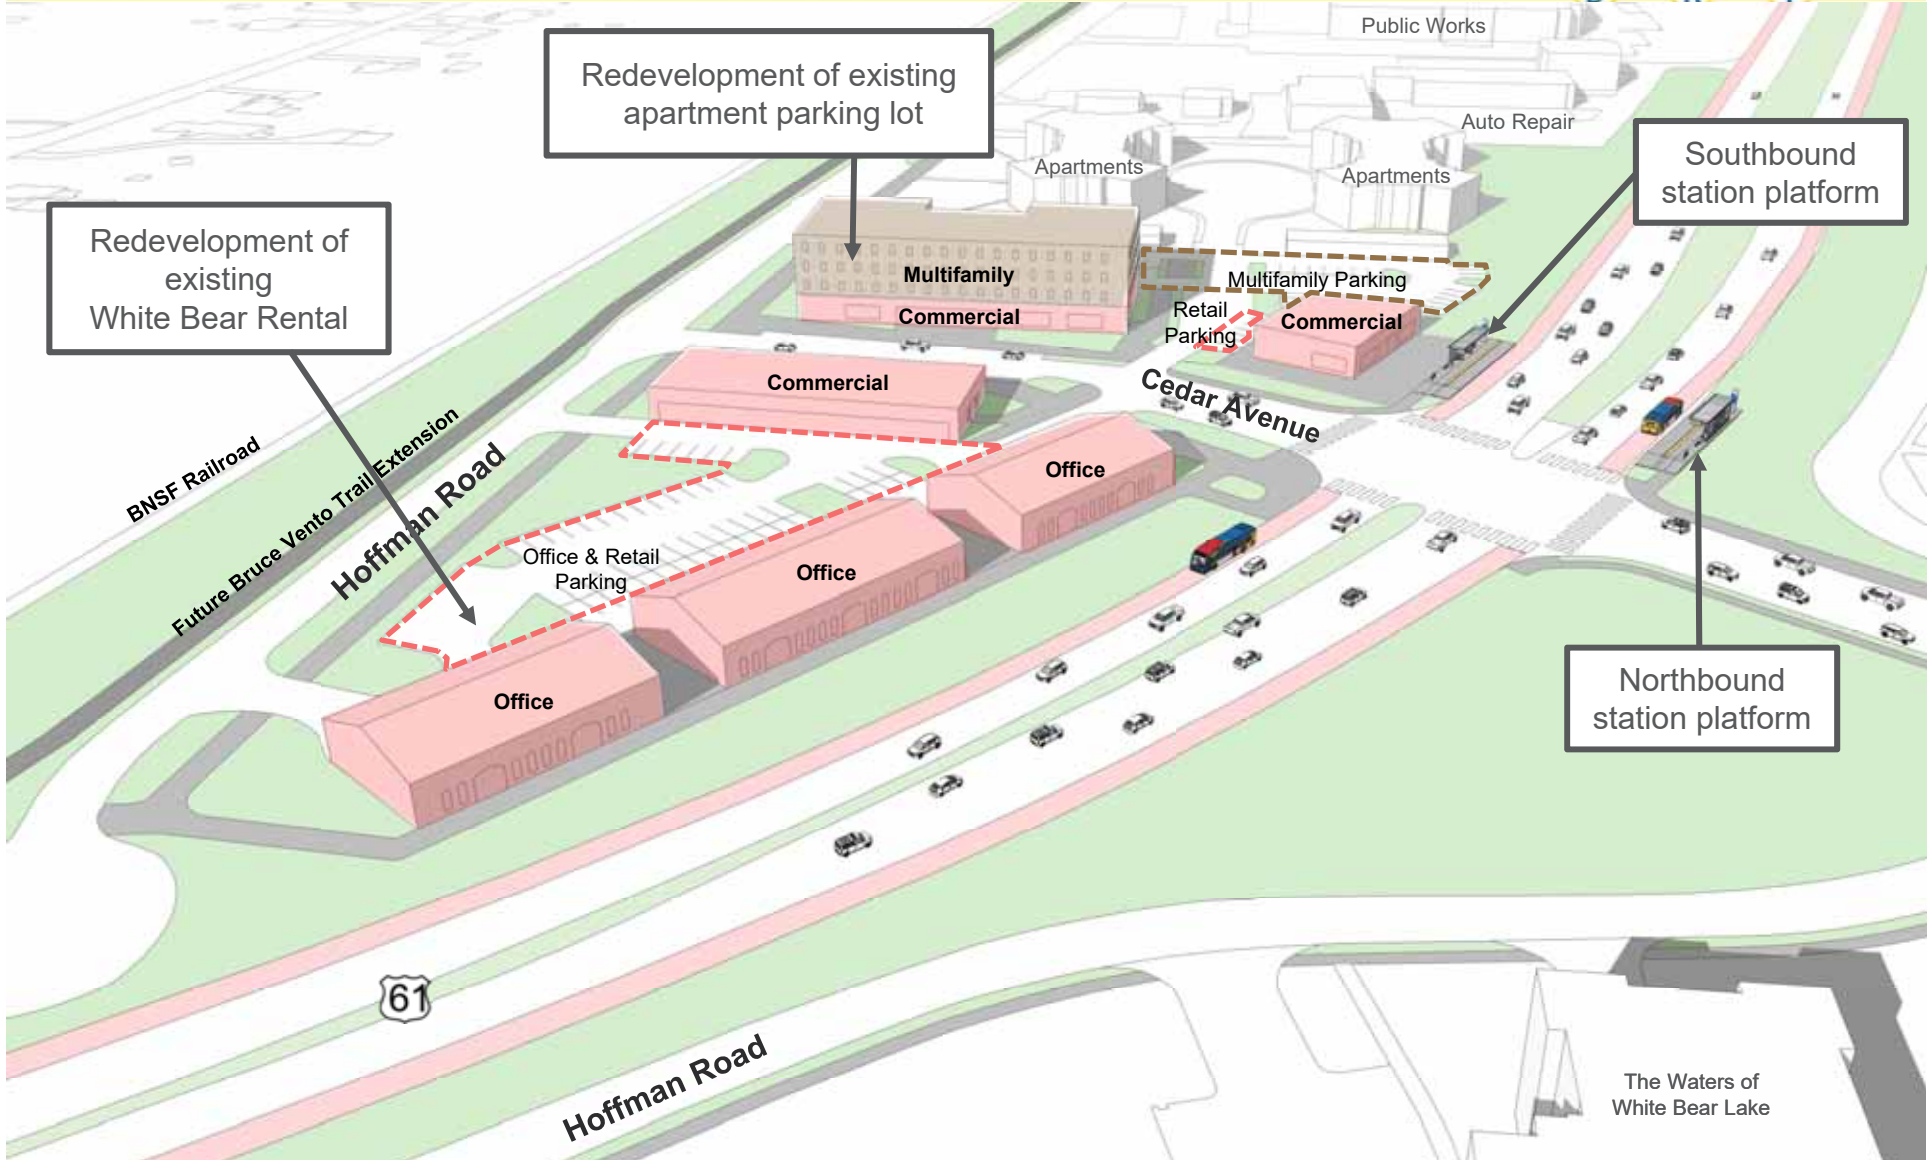 Public Works
Redevelopment of existing
apartment parking lot
Auto Repair
Apartments
Apartments
Southbound
station platform
Redevelopment of
existing
White Bear Rental
Multifamily
Commercial
Multifamily Parking
Retail
Parking
Commercial
Commercial
Cedar Avenue
BNSF Railroad
Future Bruce Vento Trail Extension
Hoffman Road
Office
Office & Retail
Parking
Office
Office
Northbound
station platform
61
Hoffman Road
The Waters of
White Bear Lake